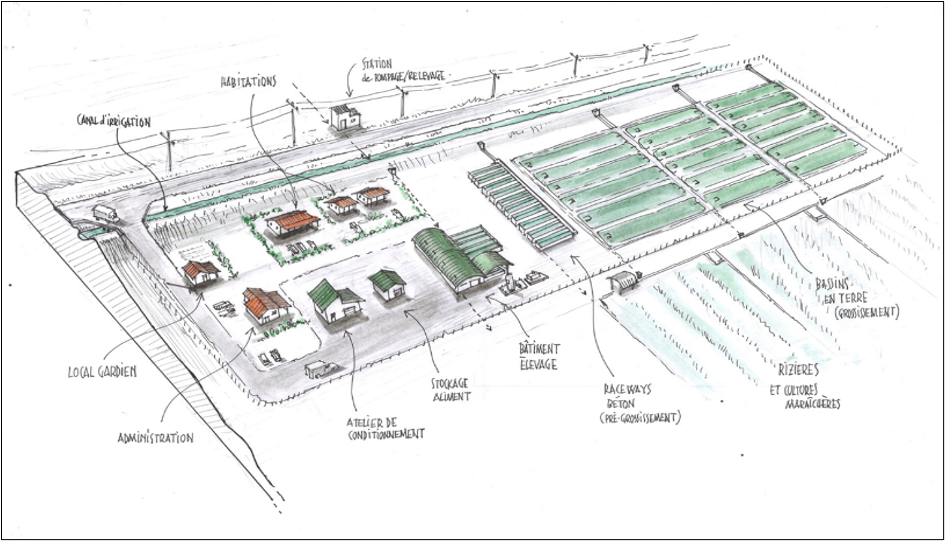 STATION
de POMPAGE/RELEVAGE
HABITATIONS
CANAL d'IRRIGATION
LOCAL GARDIEN
ADMINISTRATION
ATELIER DE
CONDITIONNEMENT
STOCKAGE
ALIMENT
BÂTIMENT
ÉLEVAGE
RACEWAYS
BÉTON
(PRÉ-GROSSISSEMENT)
BASSINS
EN TERRE
(GROSSISSEMENT)
RIZIERES
ET CULTURES
MARAÎCHÈRES